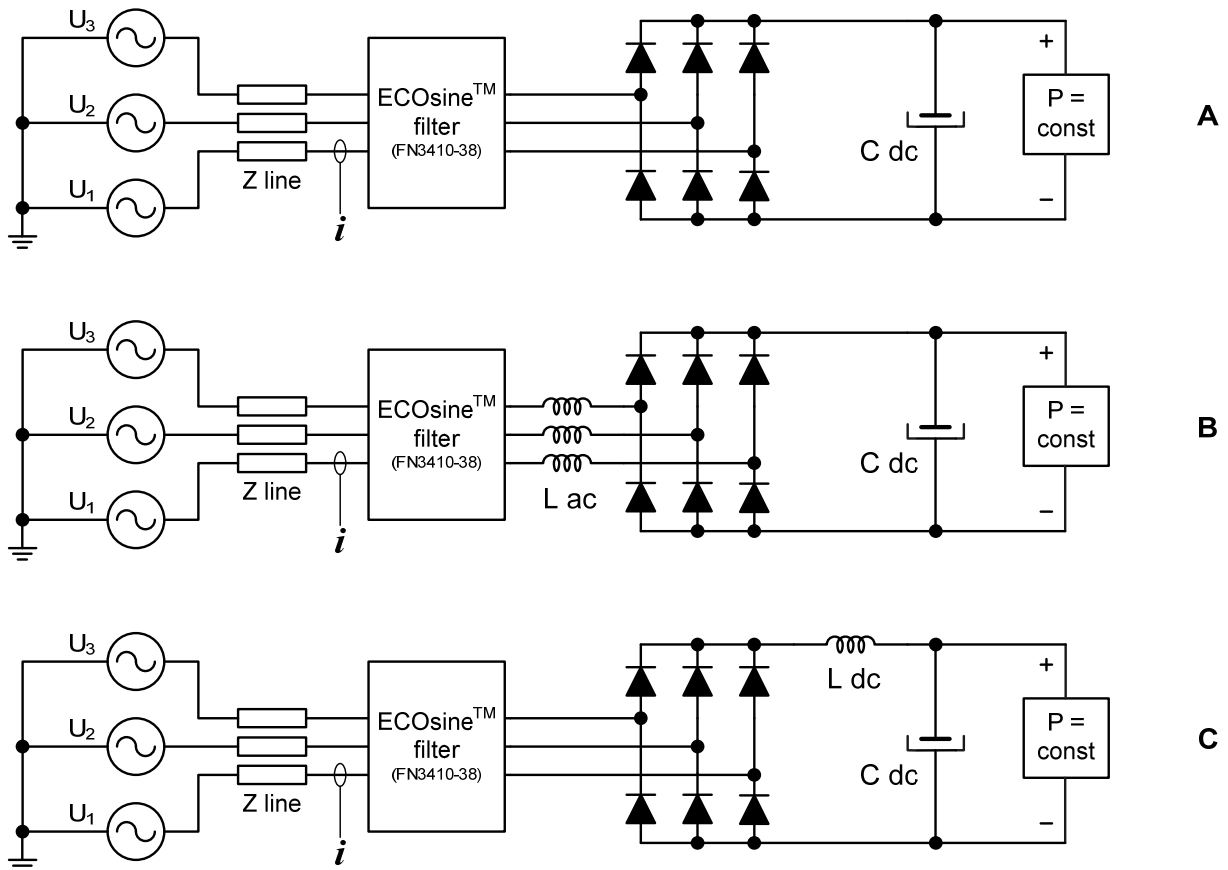 U3
ECOsine™
filter
(FN3410-38)
U2
Z line
U1
i
C dc
+
P =
const
−
A
U3
ECOsine™
filter
(FN3410-38)
U2
Z line
U1
i
L ac
C dc
+
P =
const
−
B
U3
ECOsine™
filter
(FN3410-38)
U2
Z line
U1
i
L dc
C dc
+
P =
const
−
C